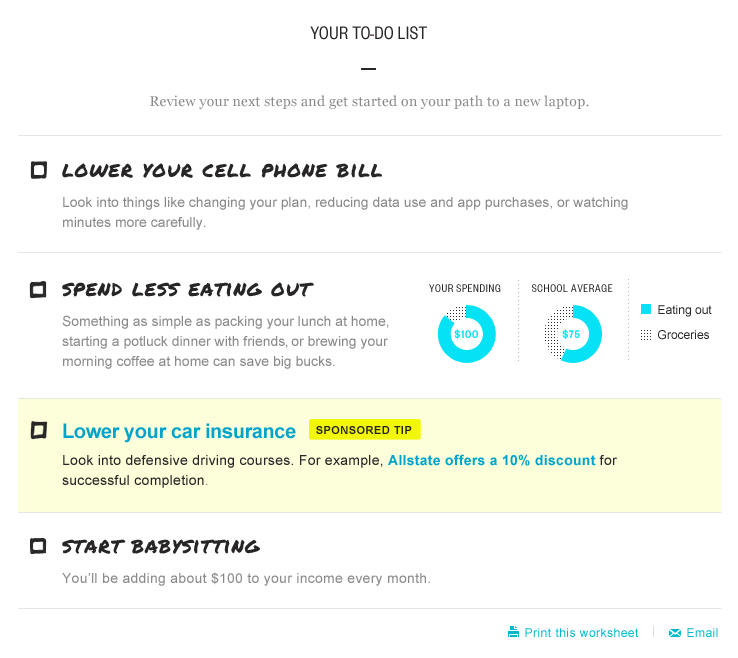 YOUR TO-DO LIST
Review your next steps and get started on your path to a new laptop.
LOWER YOUR CELL PHONE BILL
Look into things like changing your plan, reducing data use and app purchases, or watching
minutes more carefully.
SPEND LESS EATING OUT
Something as simple as packing your lunch at home,
starting a potluck dinner with friends, or brewing your
morning coffee at home can save big bucks.
YOUR SPENDING
$100
SCHOOL AVERAGE
$75
Eating out
Groceries
Lower your car insurance SPONSORED TIP
Look into defensive driving courses. For example, Allstate offers a 10% discount for
successful completion.
START BABYSITTING
You'll be adding about $100 to your income every month.
Print this worksheet Email